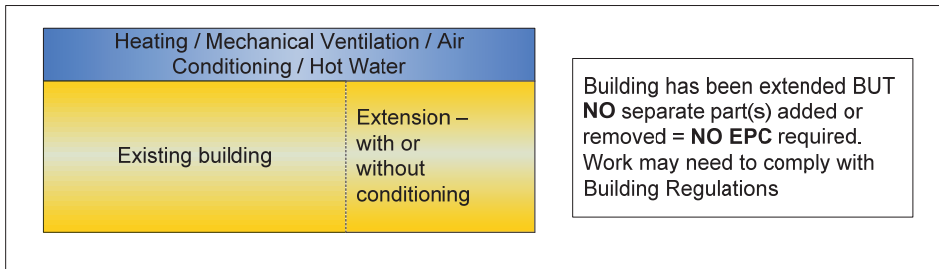 Heating / Mechanical Ventilation / Air
Conditioning / Hot Water
Existing building
Extension –
with or
without
conditioning
Building has been extended BUT
NO separate part(s) added or
removed = NO EPC required.
Work may need to comply with
Building Regulations